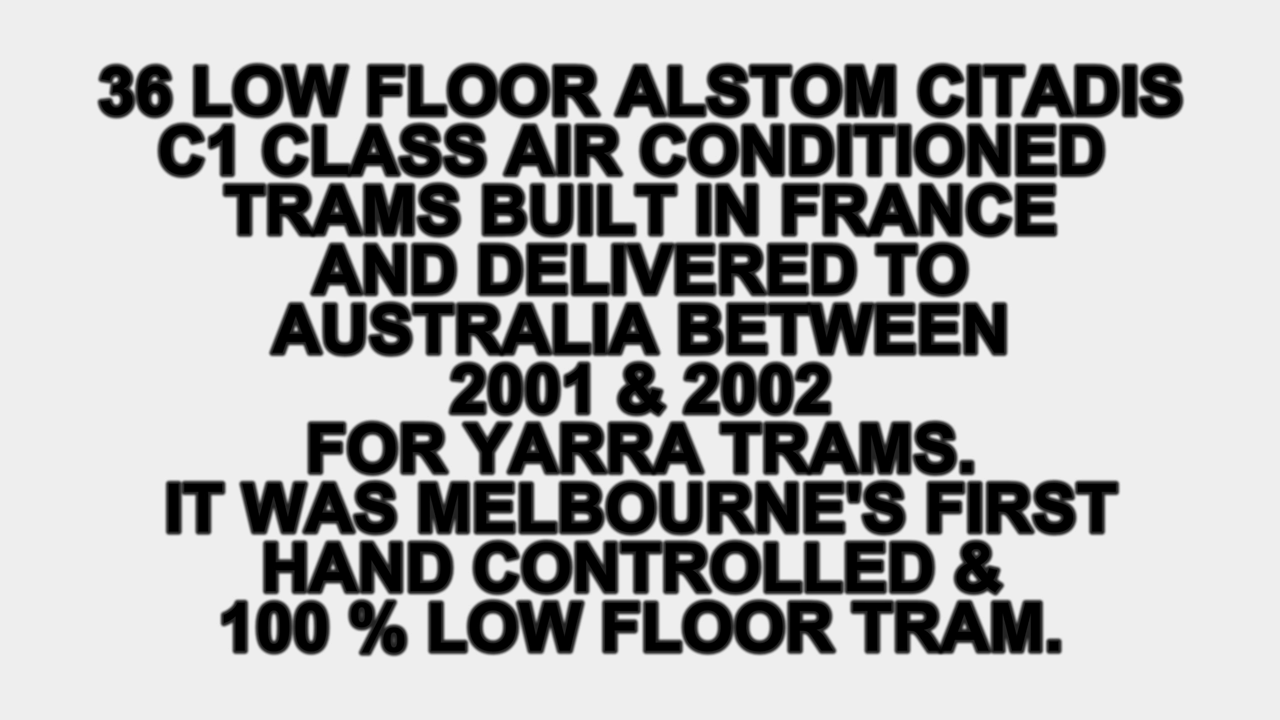 36 LOW FLOOR ALSTOM CITADIS
C1 CLASS AIR CONDITIONED
TRAMS BUILT IN FRANCE
AND DELIVERED TO
AUSTRALIA BETWEEN
2001 & 2002
FOR YARRA TRAMS.
IT WAS MELBOURNE'S FIRST
HAND CONTROLLED &
100 % LOW FLOOR TRAM.